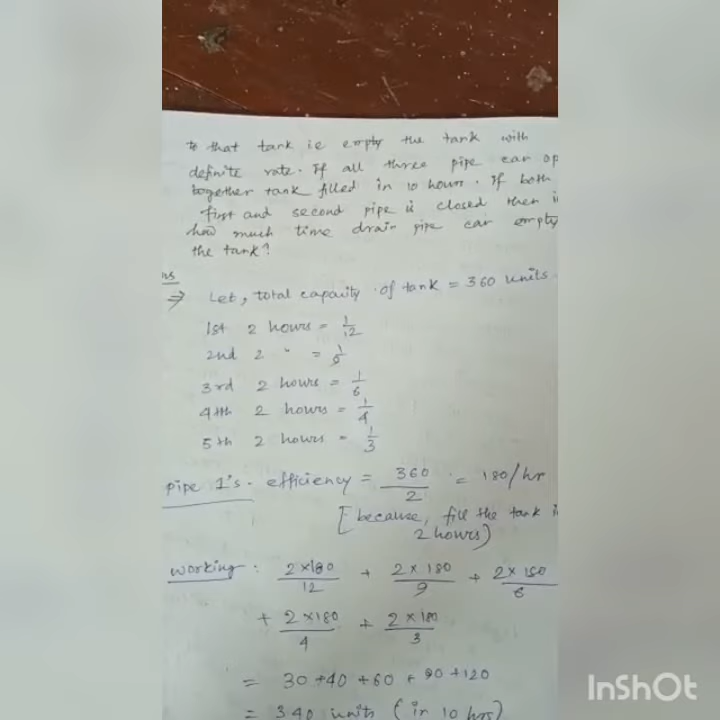 to that tank ie empty the tank with
definite rate. If all three pipe can op
together tank filled in 10 hours. If both
first and second pipe is closed then i
how much time drain pipe can empty
the tank?
ns
⇒ Let, total capacity of tank = 360 units
1st 2 hours = 1/12
2nd 2 " = 1/9
3rd 2 hours = 1/6
4th 2 hours = 1/4
5th 2 hours = 1/3
pipe 1's efficiency = 360/2 = 180/hr
[because, fill the tank i
2 hours)
working : 2×180/12 + 2×180/9 + 2×180/6
+ 2×180/4 + 2×180/3
= 30+40+60+90+120
= 340 units (in 10 hrs)
InShOt